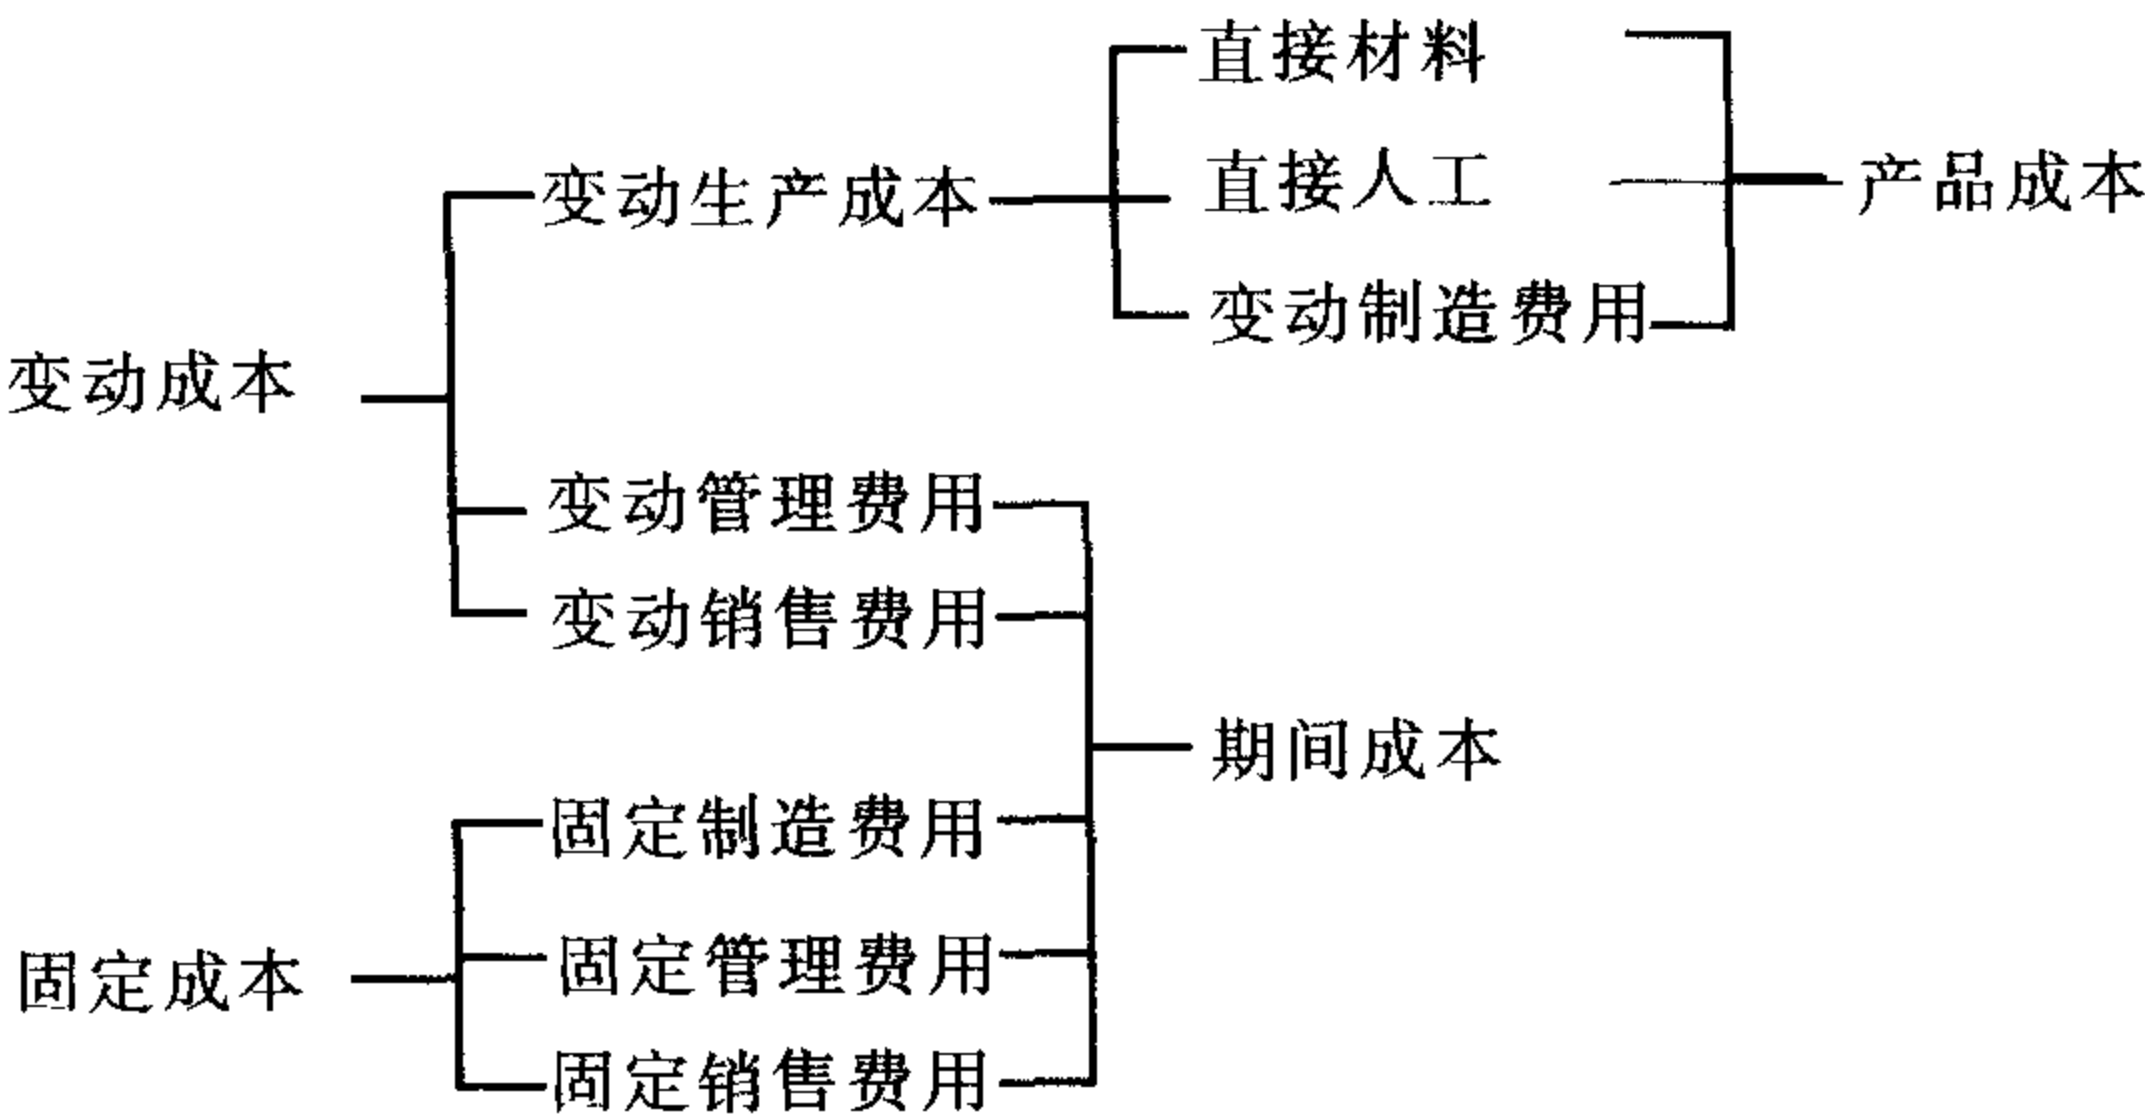 直接材料
直接人工
产品成本
变动生产成本
变动制造费用
变动成本
变动管理费用
变动销售费用
期间成本
固定制造费用
固定成本
固定管理费用
固定销售费用